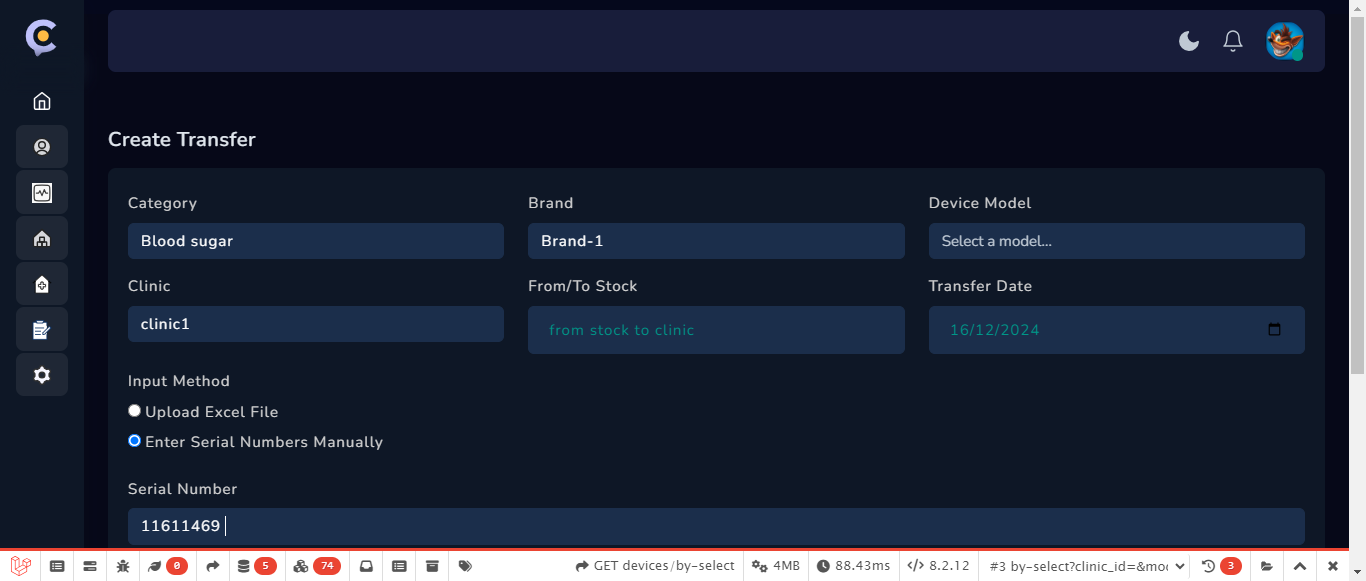 Create Transfer
Category
Brand
Device Model
Blood sugar
Brand-1
Select a model...
Clinic
From/To Stock
Transfer Date
clinic1
from stock to clinic
16/12/2024
Input Method
Upload Excel File
Enter Serial Numbers Manually
Serial Number
11611469
0
5
74
GET devices/by-select
4MB
88.43ms
</> 8.2.12
#3 by-select?clinic_id=&moc
3